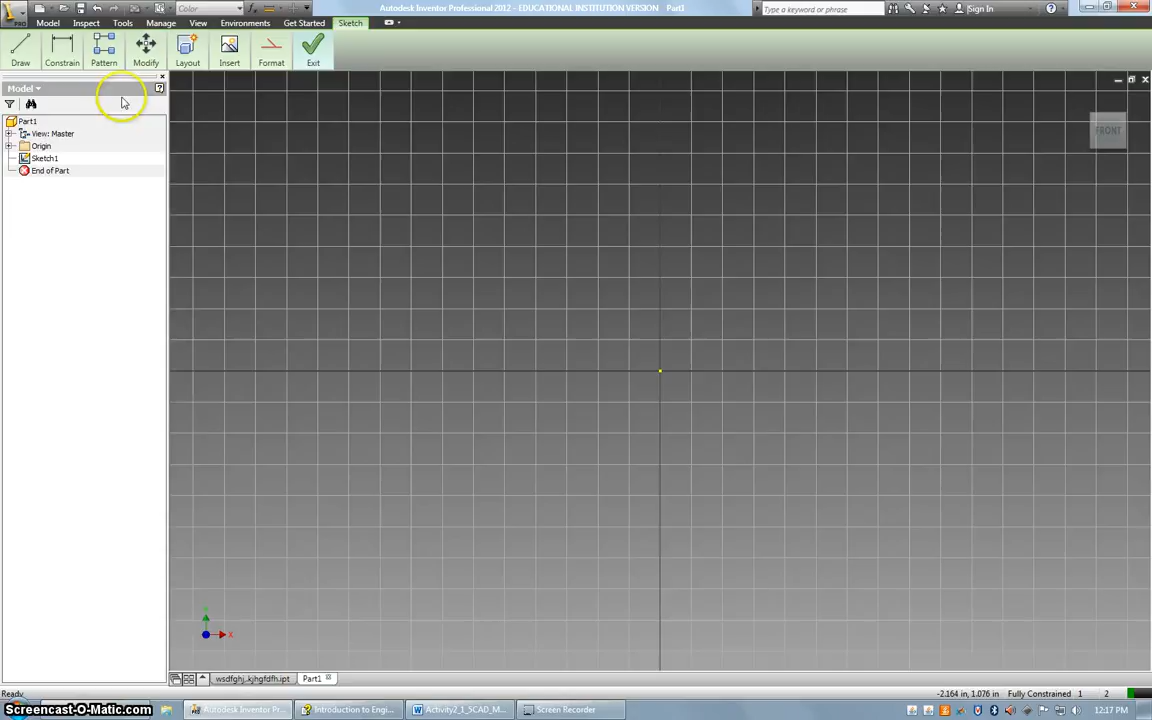 Color
Autodesk Inventor Professional 2012 - EDUCATIONAL INSTITUTION VERSION Part1
Type a keyword or phrase
Sign In
PRO
Model Inspect Tools Manage View Environments Get Started Sketch
Draw Constrain Pattern Modify Layout Insert Format Exit
Model
Part1
View: Master
Origin
Sketch1
End of Part
FRONT
X
wsdfghj...kjhgfdfh.ipt Part1
Ready
-2.164 in, 1.076 in Fully Constrained 1 2
Screencast-O-Matic.com
Autodesk Inventor Pr...
Introduction to Engi...
Activity2_1_5CAD_M...
Screen Recorder
12:17 PM